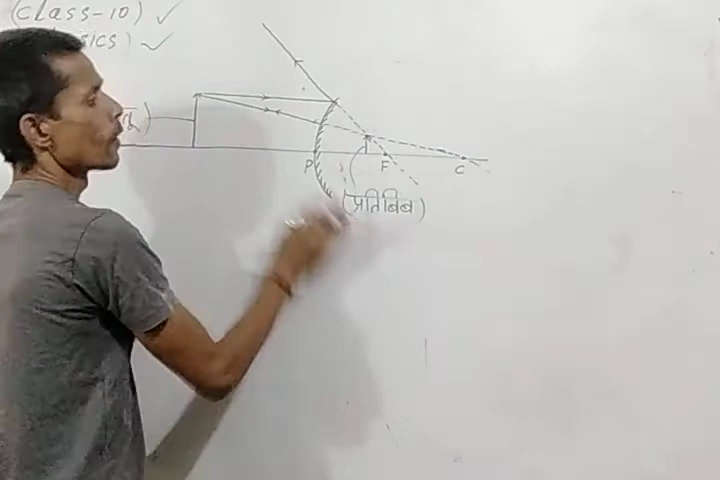 (Class-10) ✓
sics) ✓
P
F
C
(प्रतिबिंब)